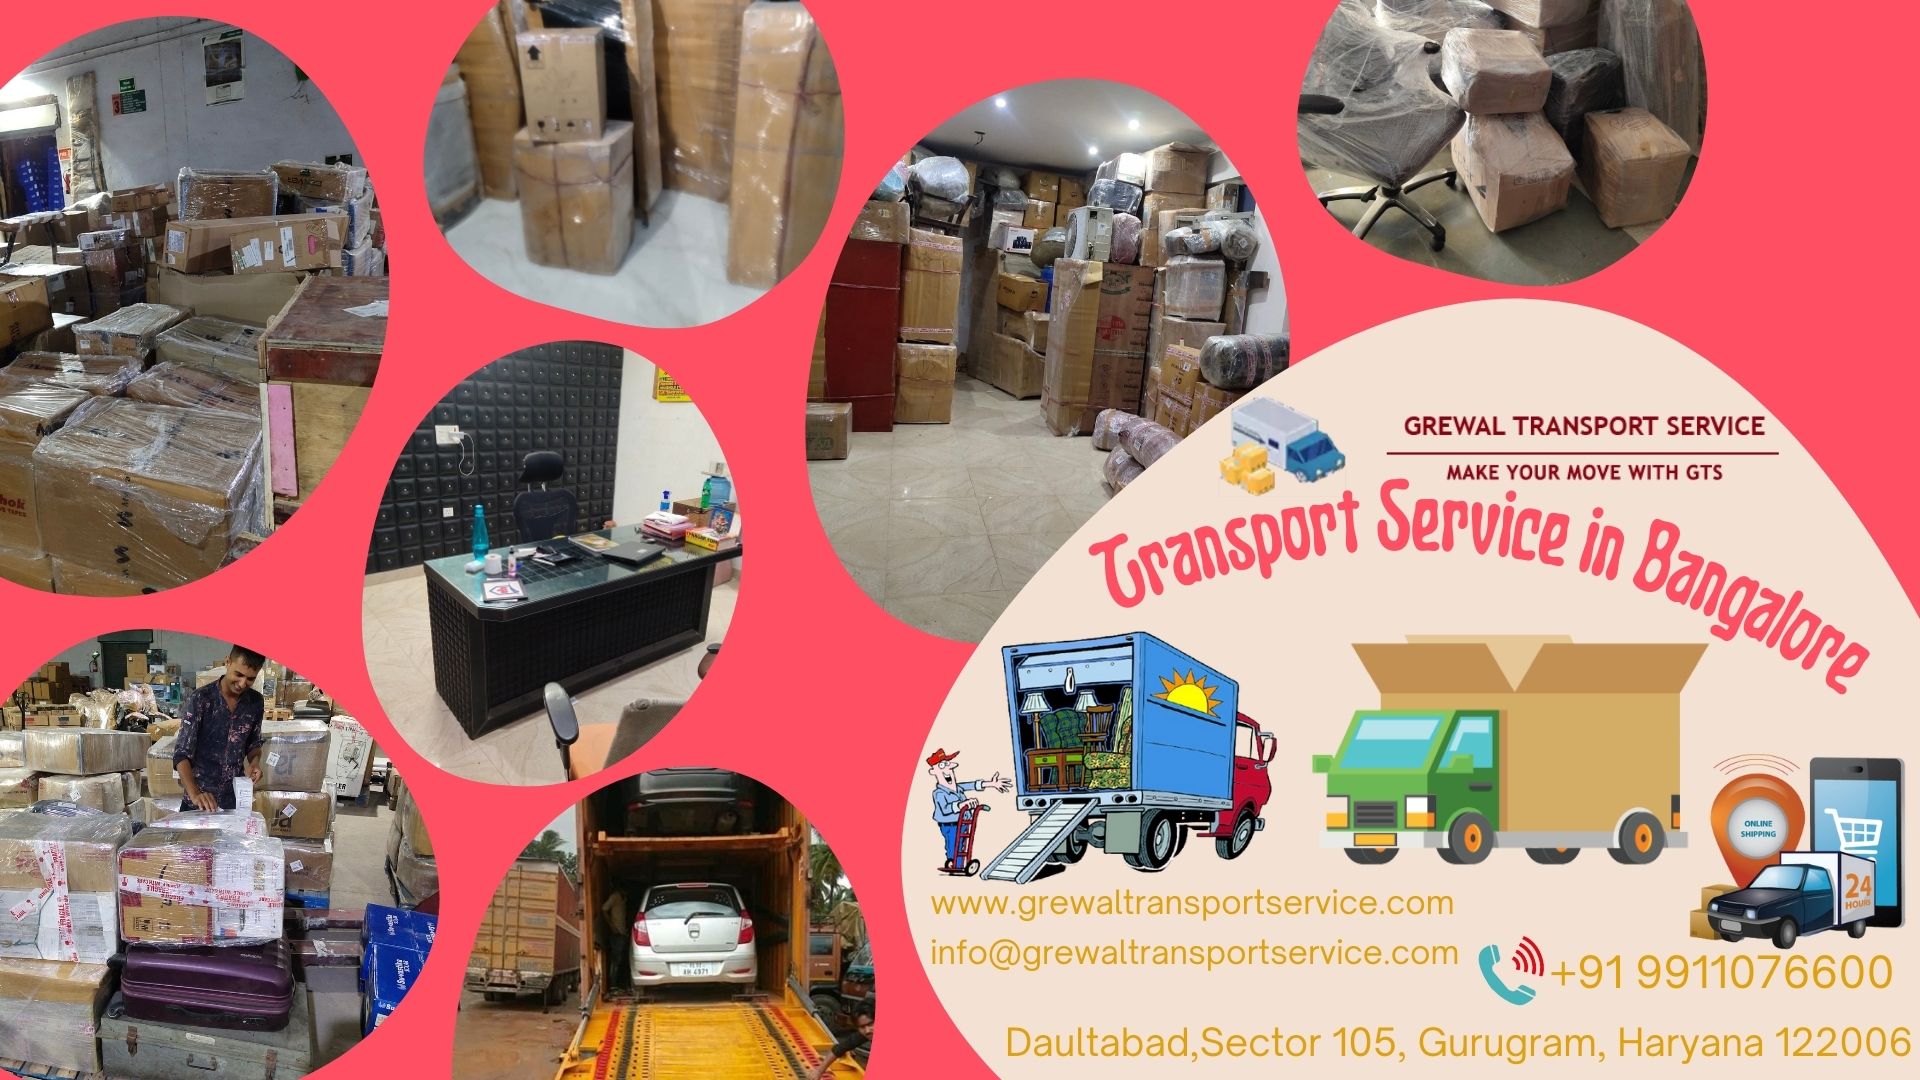 GREWAL TRANSPORT SERVICE
MAKE YOUR MOVE WITH GTS
Transport Service in Bangalore
ONLINE
SHIPPING
24
HOURS
www.grewaltransportservice.com
info@grewaltransportservice.com
+91 9911076600
Daultabad,Sector 105, Gurugram, Haryana 122006